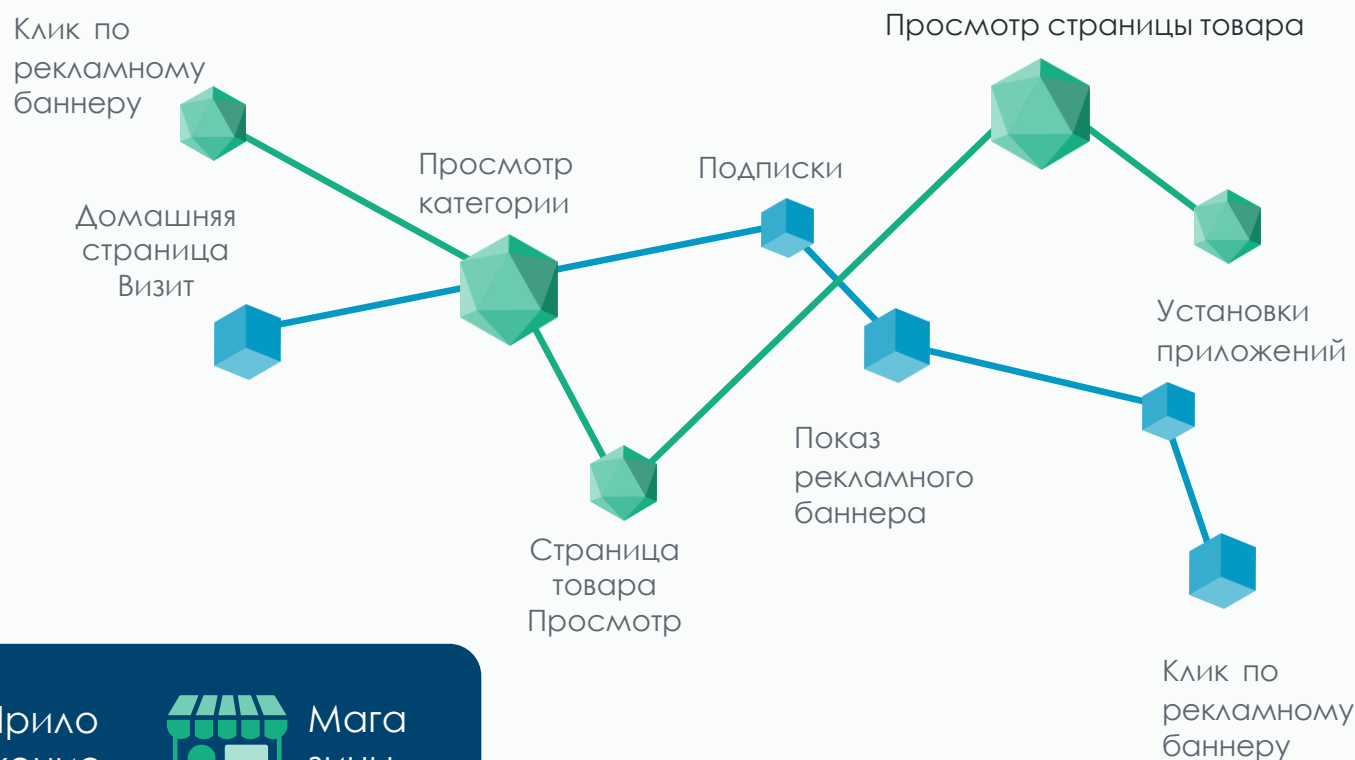 Клик по
рекламному
баннеру
Просмотр страницы товара
Просмотр
категории
Подписки
Домашняя
страница
Визит
Установки
приложений
Показ
рекламного
баннера
Страница
товара
Просмотр
Клик по
рекламному
баннеру
Мага